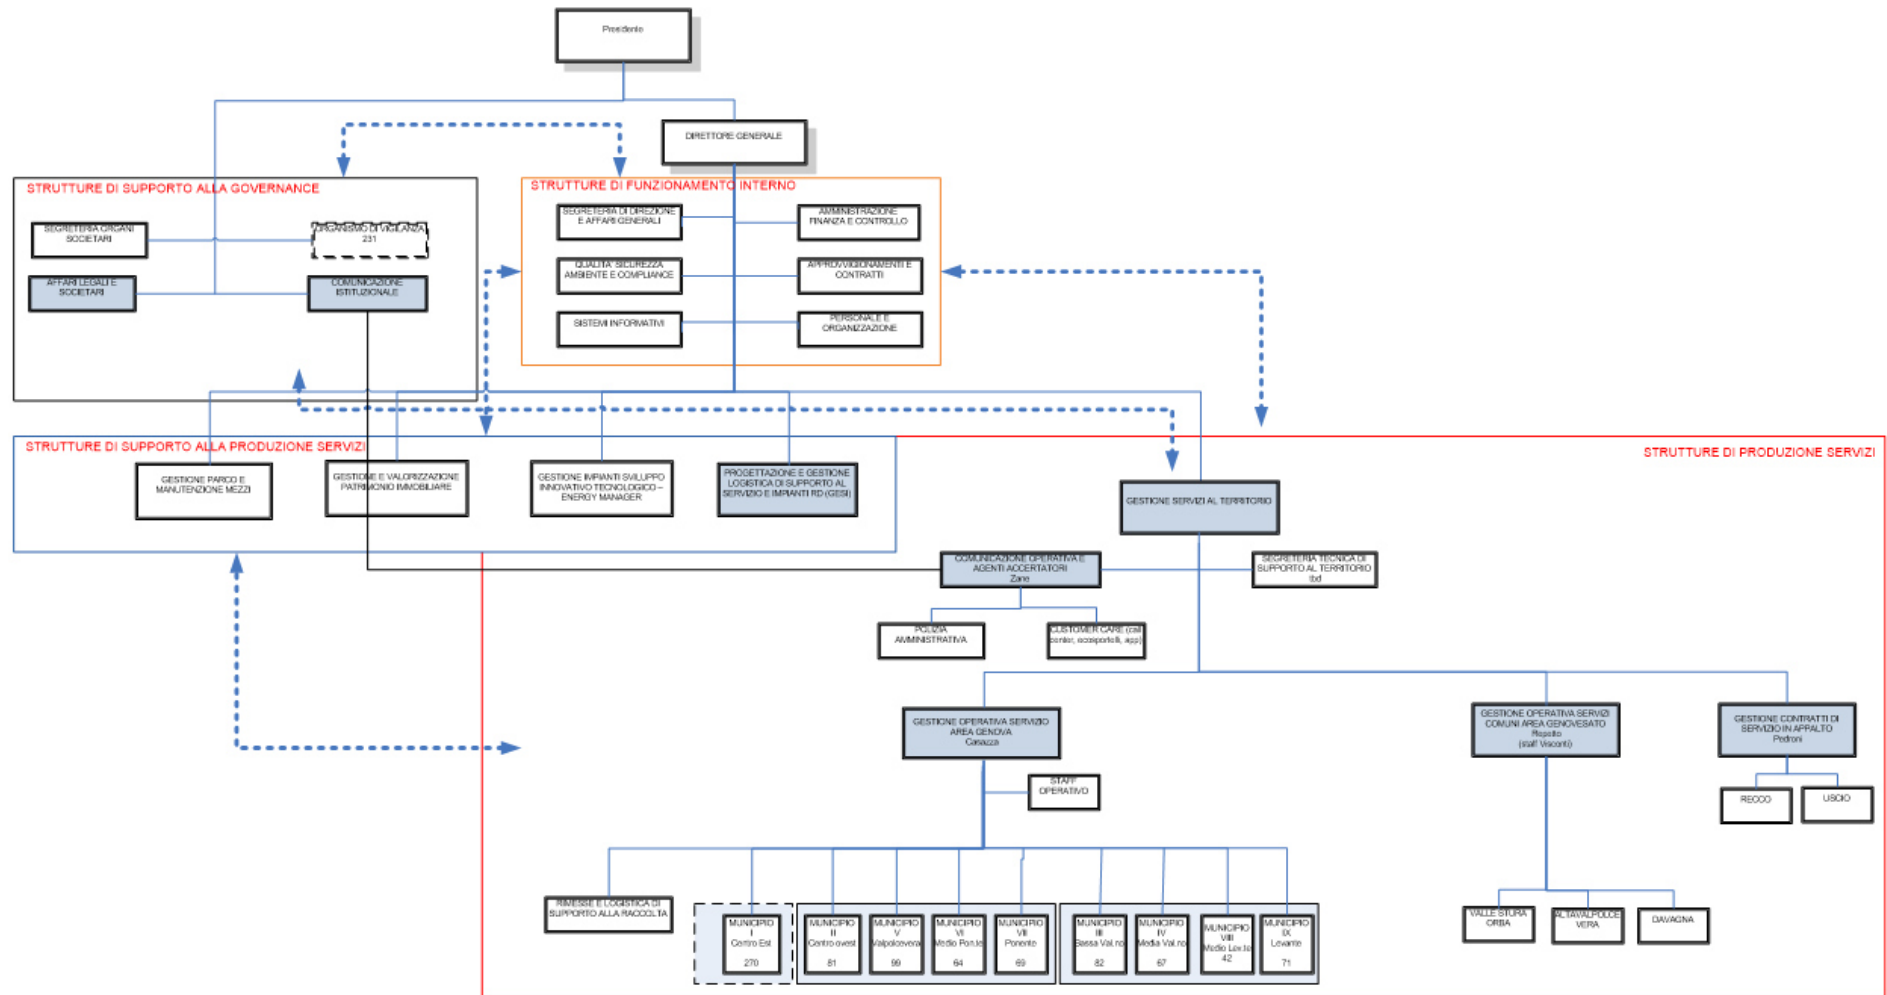 Presidente
DIRETTORE GENERALE
STRUTTURE DI SUPPORTO ALLA GOVERNANCE
SEGRETERIA ORGANI
SOCIETARI
ORGANISMO DI VIGILANZA
231
AFFARI LEGALI E
SOCIETARI
COMUNICAZIONE
ISTITUZIONALE
STRUTTURE DI FUNZIONAMENTO INTERNO
SEGRETERIA DI DIREZIONE
E AFFARI GENERALI
AMMINISTRAZIONE
FINANZA E CONTROLLO
QUALITA' SICUREZZA
AMBIENTE E COMPLIANCE
APPROVVIGIONAMENTI E
CONTRATTI
SISTEMI INFORMATIVI
PERSONALE E
ORGANIZZAZIONE
STRUTTURE DI SUPPORTO ALLA PRODUZIONE SERVIZI
GESTIONE PARCO E
MANUTENZIONE MEZZI
GESTIONE E VALORIZZAZIONE
PATRIMONIO IMMOBILIARE
GESTIONE IMPIANTI SVILUPPO
INNOVATIVO TECNOLOGICO –
ENERGY MANAGER
PROGETTAZIONE E GESTIONE
LOGISTICA DI SUPPORTO AL
SERVIZIO E IMPIANTI RD (GESI)
STRUTTURE DI PRODUZIONE SERVIZI
GESTIONE SERVIZI AL TERRITORIO
COMUNICAZIONE OPERATIVA E
AGENTI ACCERTATORI
Zane
SEGRETERIA TECNICA DI
SUPPORTO AL TERRITORIO
tbd
POLIZIA
AMMINISTRATIVA
CUSTOMER CARE (call
center, ecosportelli, app)
GESTIONE OPERATIVA SERVIZIO
AREA GENOVA
Casazza
GESTIONE OPERATIVA SERVIZI
COMUNI AREA GENOVESATO
Repetto
(staff Visconti)
GESTIONE CONTRATTI DI
SERVIZIO IN APPALTO
Pedroni
STAFF
OPERATIVO
RECCO
USCIO
RIMESSE E LOGISTICA DI
SUPPORTO ALLA RACCOLTA
MUNICIPIO
I
Centro Est
270
MUNICIPIO
II
Centro ovest
81
MUNICIPIO
V
Valpolcevera
99
MUNICIPIO
VI
Medio Pon.te
64
MUNICIPIO
VII
Ponente
69
MUNICIPIO
III
Bassa Val.no
82
MUNICIPIO
IV
Media Val.no
67
MUNICIPIO
VIII
Medio Lev.te
42
MUNICIPIO
IX
Levante
71
VALLE STURA
ORBA
ALTAVALPOLCE
VERA
DAVAGNA